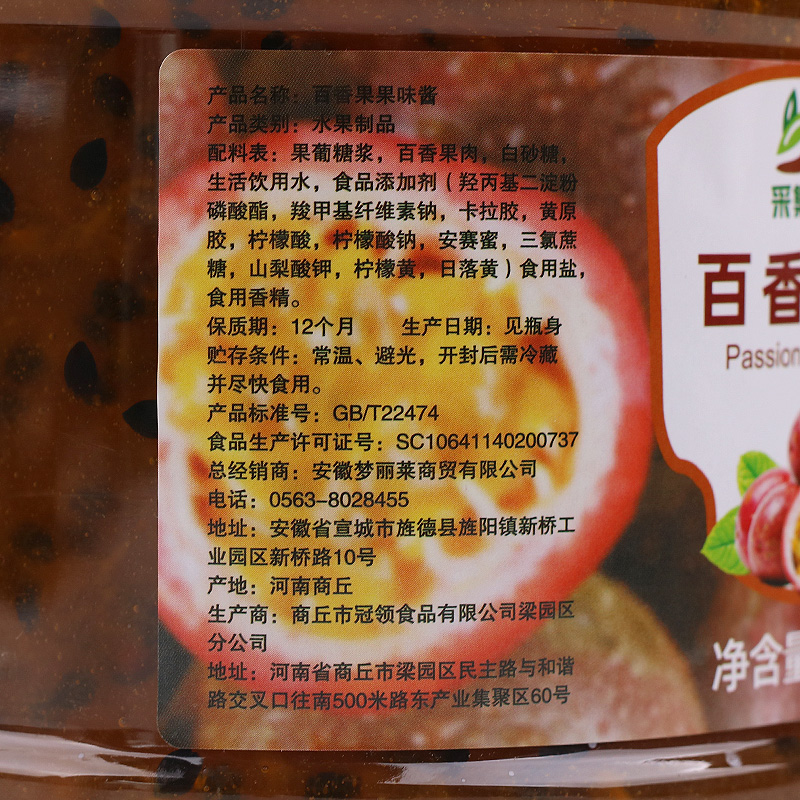 产品名称：百香果果味酱
产品类别：水果制品
配料表：果葡糖浆，百香果肉，白砂糖，
生活饮用水，食品添加剂（羟丙基二淀粉
磷酸酯，羧甲基纤维素钠，卡拉胶，黄原
胶，柠檬酸，柠檬酸钠，安赛蜜，三氯蔗
糖，山梨酸钾，柠檬黄，日落黄）食用盐，
食用香精。
保质期：12个月 生产日期：见瓶身
贮存条件：常温、避光，开封后需冷藏
并尽快食用。
产品标准号：GB/T22474
食品生产许可证号：SC10641140200737
总经销商：安徽梦丽莱商贸有限公司
电话：0563-8028455
地址：安徽省宣城市旌德县旌阳镇新桥工
业园区新桥路10号
产地：河南商丘
生产商：商丘市冠领食品有限公司梁园区
分公司
地址：河南省商丘市梁园区民主路与和谐
路交叉口往南500米路东产业集聚区60号
采
百香
Passion
净含量